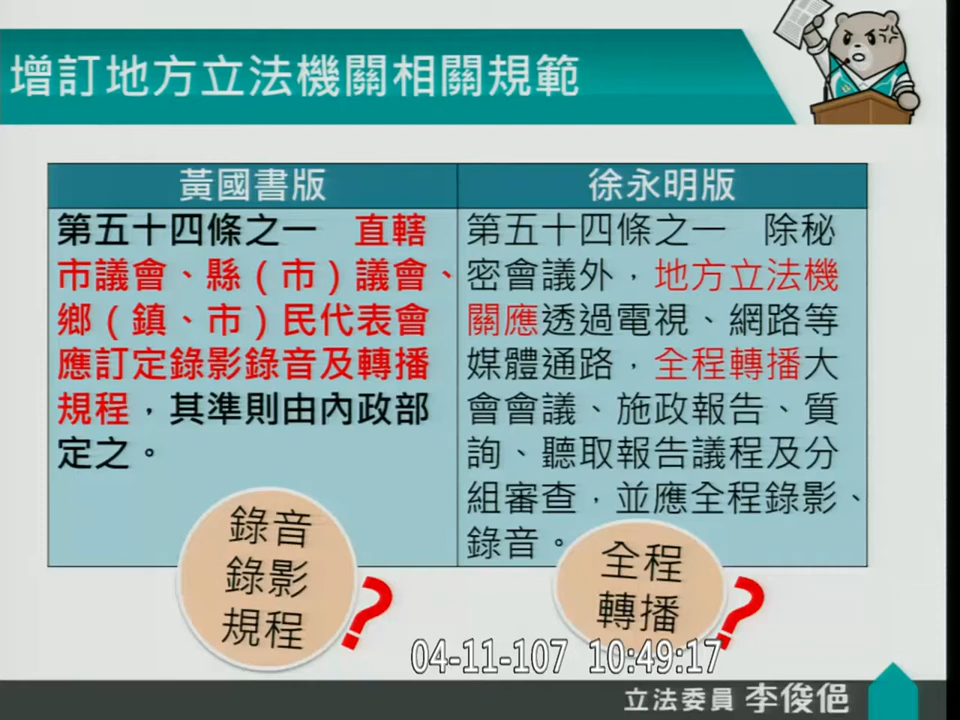 增訂地方立法機關相關規範
黃國書版
第五十四條之一　直轄
市議會、縣（市）議會、
鄉（鎮、市）民代表會
應訂定錄影錄音及轉播
規程，其準則由內政部
定之。
徐永明版
第五十四條之一　除秘
密會議外，地方立法機
關應透過電視、網路等
媒體通路，全程轉播大
會會議、施政報告、質
詢、聽取報告議程及分
組審查，並應全程錄影、
錄音。
錄音
錄影
規程
?
全程
轉播
?
04-11-107 10:49:17
立法委員 李俊俋